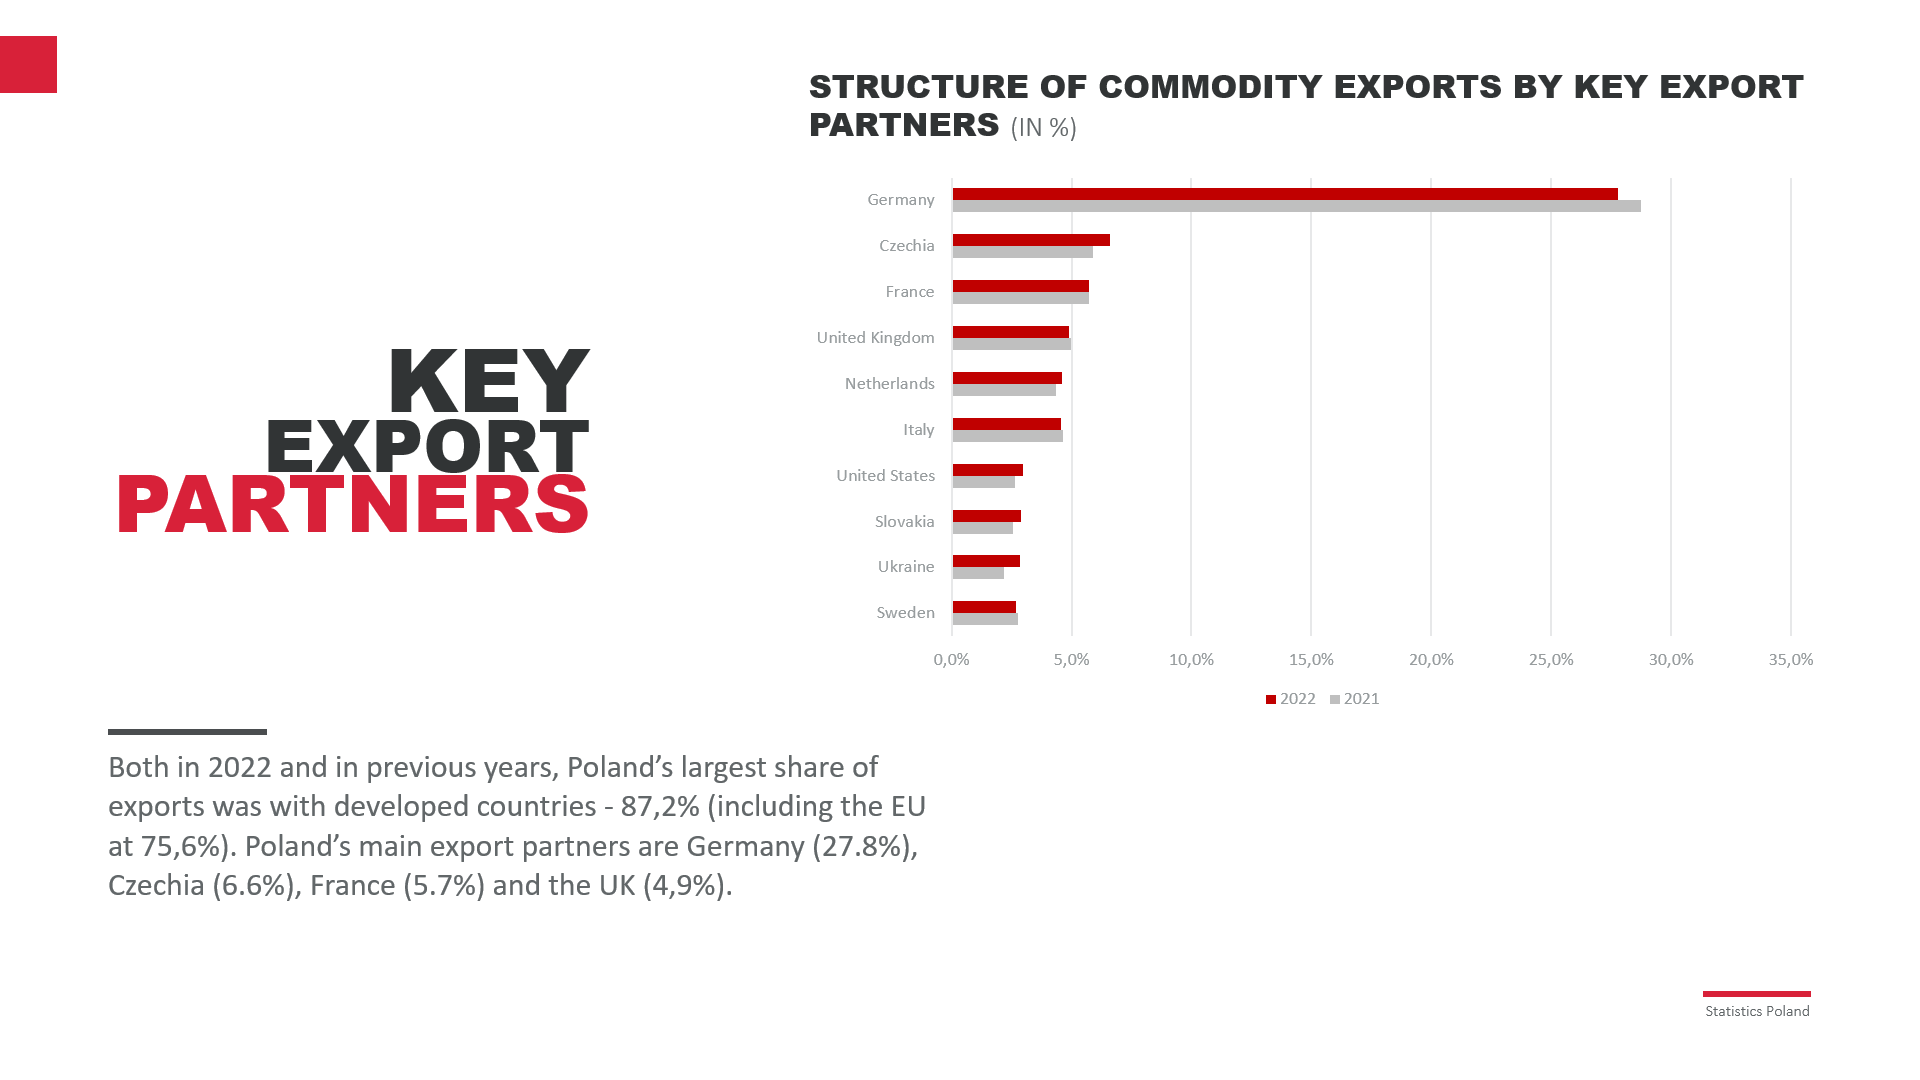 STRUCTURE OF COMMODITY EXPORTS BY KEY EXPORT
PARTNERS (IN %)
Germany
Czechia
France
United Kingdom
Netherlands
Italy
United States
Slovakia
Ukraine
Sweden
0,0% 5,0% 10,0% 15,0% 20,0% 25,0% 30,0% 35,0%
2022 2021
KEY
EXPORT
PARTNERS
Both in 2022 and in previous years, Poland’s largest share of
exports was with developed countries - 87,2% (including the EU
at 75,6%). Poland’s main export partners are Germany (27.8%),
Czechia (6.6%), France (5.7%) and the UK (4,9%).
Statistics Poland